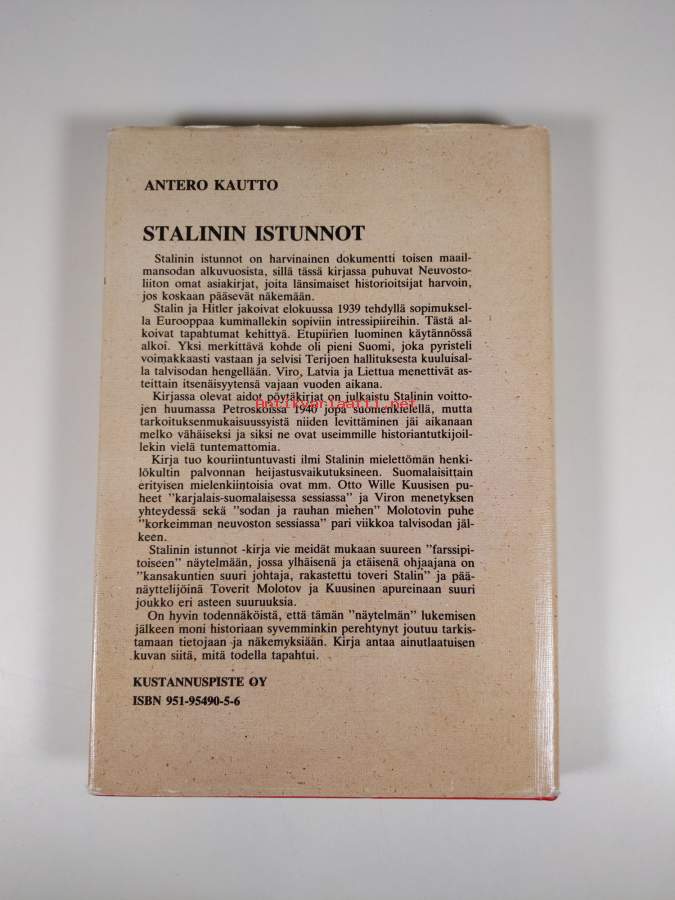 ANTERO KAUTTO
STALININ ISTUNNOT
Stalinin istunnot on harvinainen dokumentti toisen maail-
mansodan alkuvuosista, sillä tässä kirjassa puhuvat Neuvosto-
liiton omat asiakirjat, joita länsimaiset historioitsijat harvoin,
jos koskaan pääsevät näkemään.
Stalin ja Hitler jakoivat elokuussa 1939 tehdyllä sopimuksel-
la Eurooppaa kummallekin sopiviin intressipiireihin. Tästä al-
koivat tapahtumat kehittyä. Etupiirien luominen käytännössä
alkoi. Yksi merkittävä kohde oli pieni Suomi, joka pyristeli
voimakkaasti vastaan ja selvisi Terijoen hallituksesta kuuluisal-
la talvisodan hengellään. Viro, Latvia ja Liettua menettivät as-
teittain itsenäisyytensä vajaan vuoden aikana.
Kirjassa olevat aidot pöytäkirjat on julkaistu Stalinin voitto-
Antikvariaatti.net
jen huumassa Petroskoissa 1940 jopa suomenkielellä, mutta
tarkoituksenmukaisuussyistä niiden levittäminen jäi aikanaan
melko vähäiseksi ja siksi ne ovat useimmille historiantutkijoil-
lekin vielä tuntemattomia.
Kirja tuo kouriintuntuvasti ilmi Stalinin mielettömän henki-
lökultin palvonnan heijastusvaikutuksineen. Suomalaisittain
erityisen mielenkiintoisia ovat mm. Otto Wille Kuusisen pu-
heet "karjalais-suomalaisessa sessiassa" ja Viron menetyksen
yhteydessä sekä "sodan ja rauhan miehen" Molotovin puhe
"korkeimman neuvoston sessiassa" pari viikkoa talvisodan jäl-
keen.
Stalinin istunnot -kirja vie meidät mukaan suureen "farssipi-
toiseen" näytelmään, jossa ylhäisenä ja etäisenä ohjaajana on
"kansakuntien suuri johtaja, rakastettu toveri Stalin" ja pää-
näyttelijöinä Toverit Molotov ja Kuusinen apureinaan suuri
joukko eri asteen suuruuksia.
On hyvin todennäköistä, että tämän "näytelmän" lukemisen
jälkeen moni historiaan syvemminkin perehtynyt joutuu tarkis-
tamaan tietojaan ja näkemyksiään. Kirja antaa ainutlaatuisen
kuvan siitä, mitä todella tapahtui.
KUSTANNUSPISTE OY
ISBN 951-95490-5-6